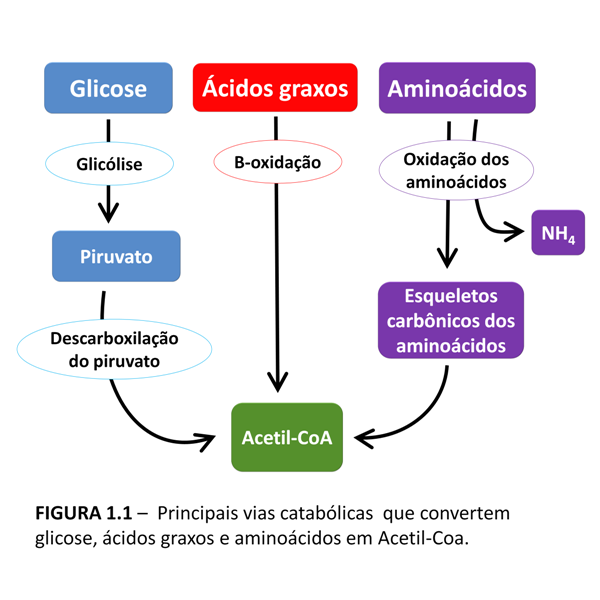 Glicose
Ácidos graxos
Aminoácidos
Glicólise
B-oxidação
Oxidação dos
aminoácidos
NH4
Piruvato
Esqueletos
carbônicos dos
aminoácidos
Descarboxilação
do piruvato
Acetil-CoA
FIGURA 1.1 – Principais vias catabólicas que convertem
glicose, ácidos graxos e aminoácidos em Acetil-Coa.